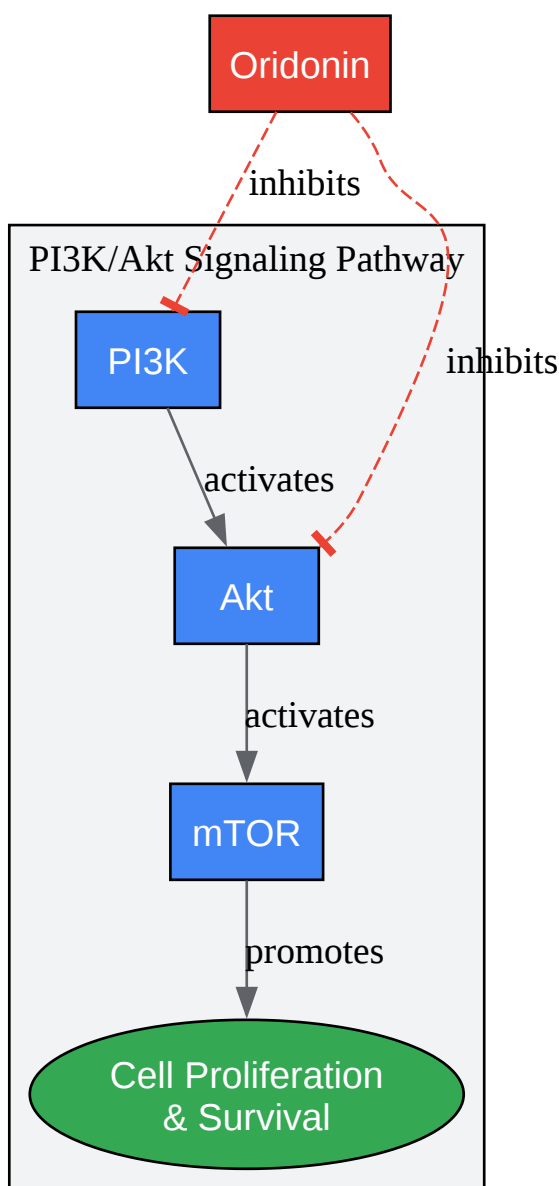 Oridonin
inhibits
PI3K/Akt Signaling Pathway
PI3K
inhibits
activates
Akt
activates
mTOR
promotes
Cell Proliferation
& Survival